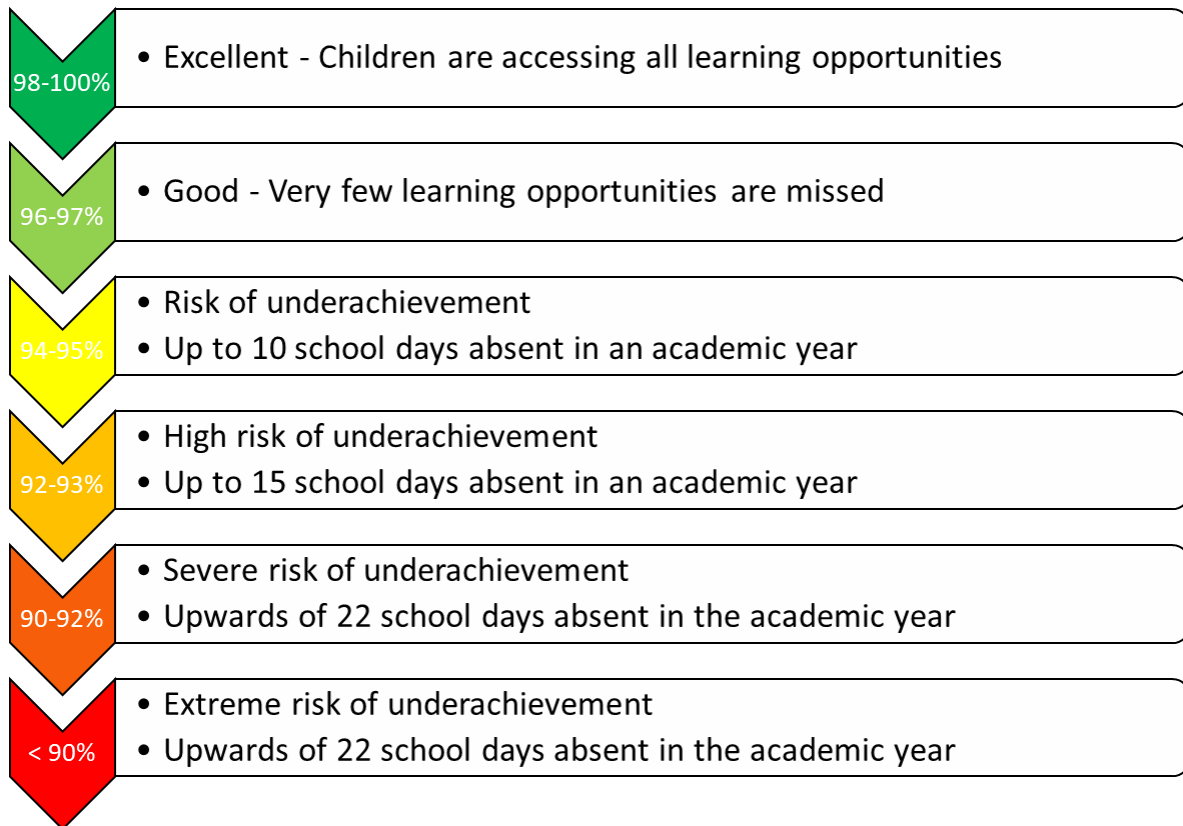 98-100%
• Excellent - Children are accessing all learning opportunities
96-97%
• Good - Very few learning opportunities are missed
94-95%
• Risk of underachievement
• Up to 10 school days absent in an academic year
92-93%
• High risk of underachievement
• Up to 15 school days absent in an academic year
90-92%
• Severe risk of underachievement
• Upwards of 22 school days absent in the academic year
< 90%
• Extreme risk of underachievement
• Upwards of 22 school days absent in the academic year